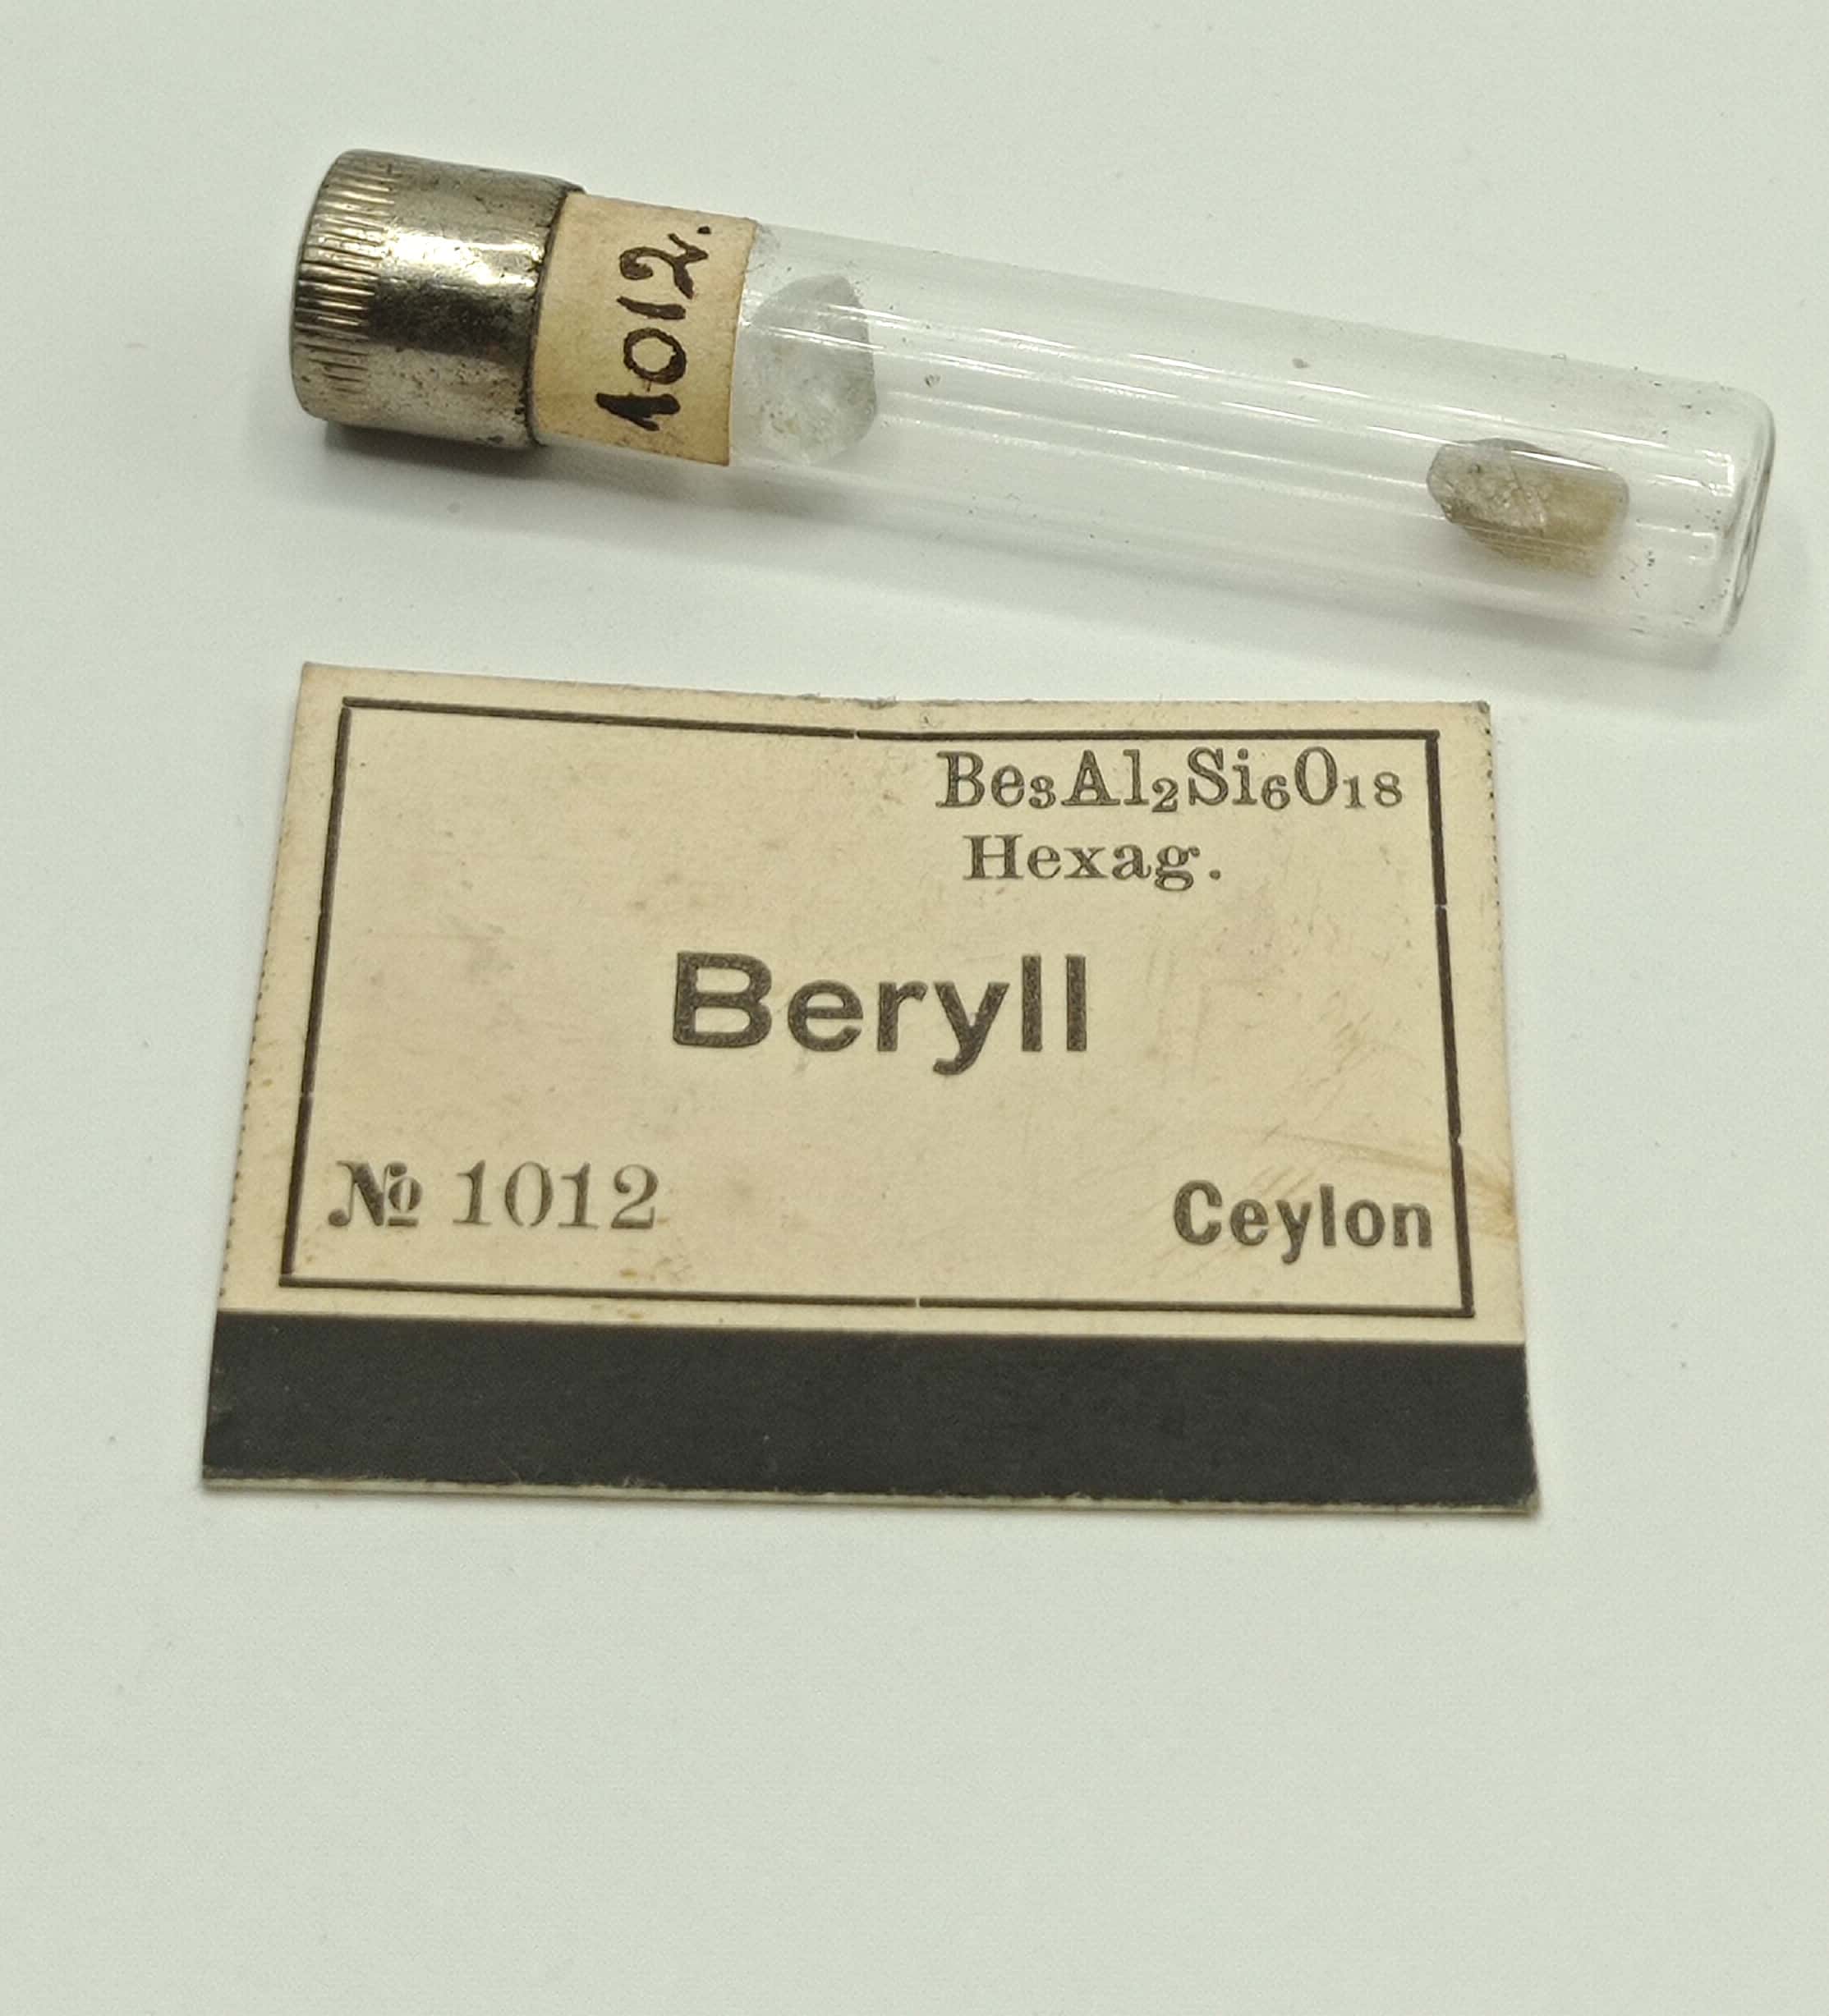 1012.
Be₃Al₂Si₆O₁₈
Hexag.
Beryll
№ 1012
Ceylon